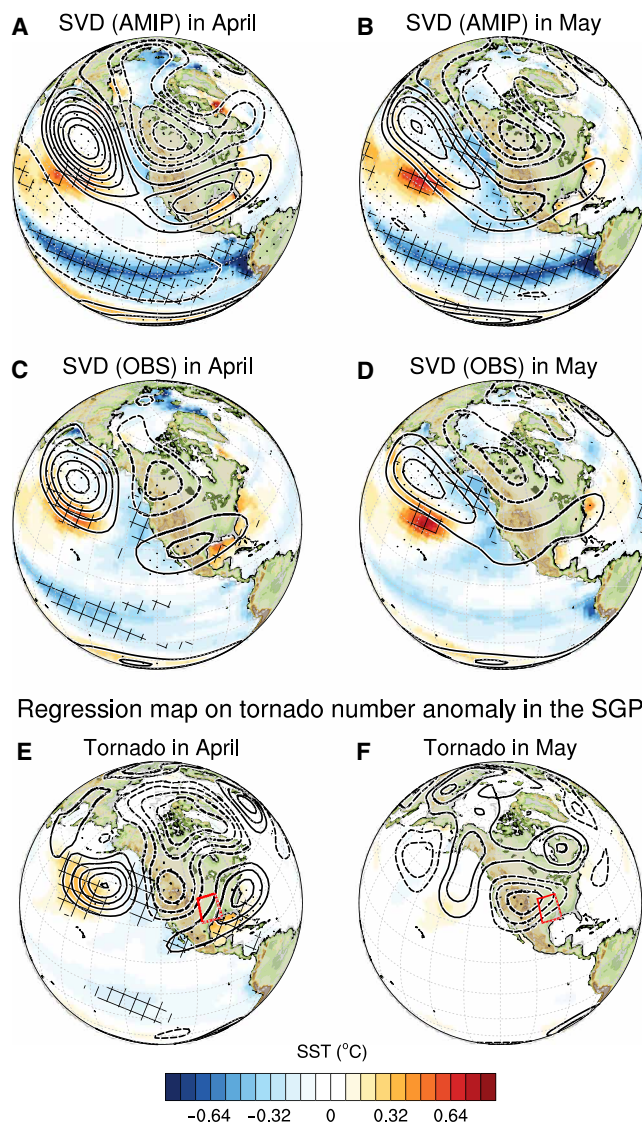 A SVD (AMIP) in April
B SVD (AMIP) in May
C SVD (OBS) in April
D SVD (OBS) in May
Regression map on tornado number anomaly in the SGP
E Tornado in April
F Tornado in May
SST (°C)
−0.64 −0.32 0 0.32 0.64